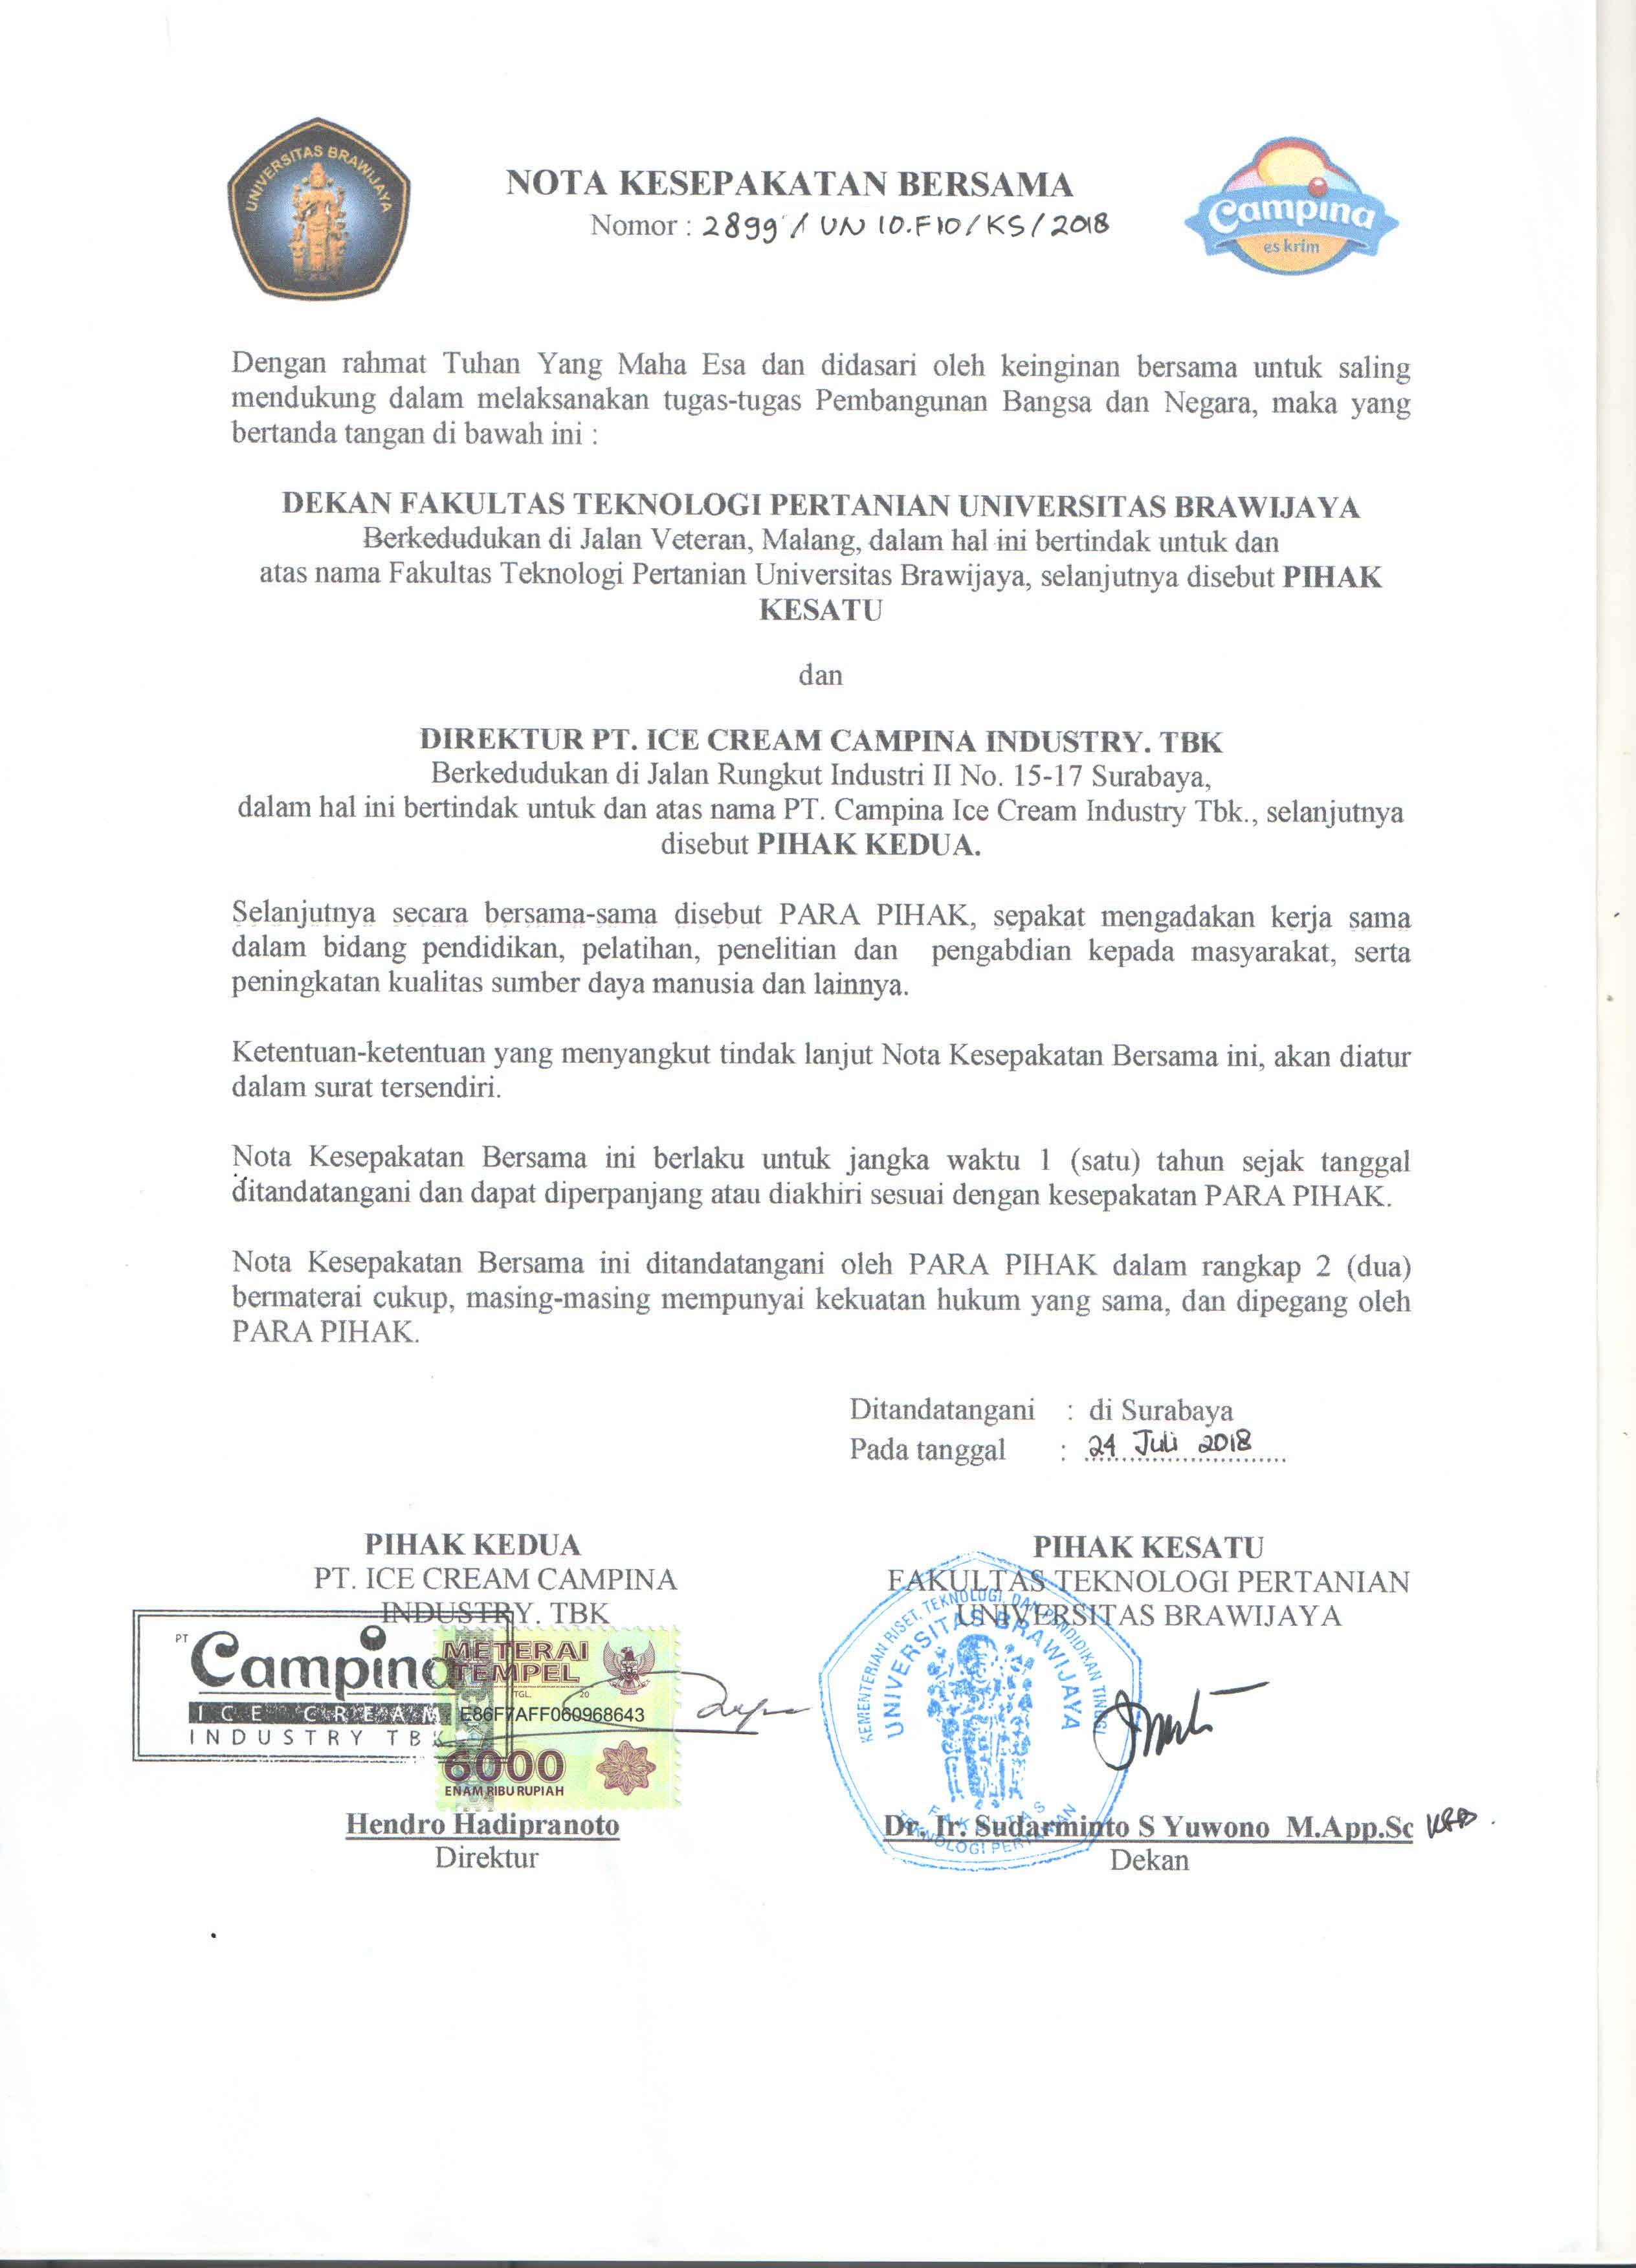 UNIVERSITAS BRAWIJAYA
NOTA KESEPAKATAN BERSAMA
Nomor : 2899 / UN 10.F10 / KS / 2018
Campina
es krim
Dengan rahmat Tuhan Yang Maha Esa dan didasari oleh keinginan bersama untuk saling
mendukung dalam melaksanakan tugas-tugas Pembangunan Bangsa dan Negara, maka yang
bertanda tangan di bawah ini :
DEKAN FAKULTAS TEKNOLOGI PERTANIAN UNIVERSITAS BRAWIJAYA
Berkedudukan di Jalan Veteran, Malang, dalam hal ini bertindak untuk dan
atas nama Fakultas Teknologi Pertanian Universitas Brawijaya, selanjutnya disebut PIHAK
KESATU
dan
DIREKTUR PT. ICE CREAM CAMPINA INDUSTRY. TBK
Berkedudukan di Jalan Rungkut Industri II No. 15-17 Surabaya,
dalam hal ini bertindak untuk dan atas nama PT. Campina Ice Cream Industry Tbk., selanjutnya
disebut PIHAK KEDUA.
Selanjutnya secara bersama-sama disebut PARA PIHAK, sepakat mengadakan kerja sama
dalam bidang pendidikan, pelatihan, penelitian dan pengabdian kepada masyarakat, serta
peningkatan kualitas sumber daya manusia dan lainnya.
Ketentuan-ketentuan yang menyangkut tindak lanjut Nota Kesepakatan Bersama ini, akan diatur
dalam surat tersendiri.
Nota Kesepakatan Bersama ini berlaku untuk jangka waktu 1 (satu) tahun sejak tanggal
ditandatangani dan dapat diperpanjang atau diakhiri sesuai dengan kesepakatan PARA PIHAK.
Nota Kesepakatan Bersama ini ditandatangani oleh PARA PIHAK dalam rangkap 2 (dua)
bermaterai cukup, masing-masing mempunyai kekuatan hukum yang sama, dan dipegang oleh
PARA PIHAK.
Ditandatangani : di Surabaya
Pada tanggal : 24 Juli 2018
PIHAK KEDUA
PT. ICE CREAM CAMPINA
INDUSTRY. TBK
PT Campina
ICE CREAM
INDUSTRY TBK
METERAI
TEMPEL
TGL. 20
E86F7AFF060968643
6000
ENAM RIBU RUPIAH
Hendro Hadipranoto
Direktur
PIHAK KESATU
FAKULTAS TEKNOLOGI PERTANIAN
UNIVERSITAS BRAWIJAYA
KEMENTERIAN RISET, TEKNOLOGI, DAN PENDIDIKAN TINGGI
UNIVERSITAS BRAWIJAYA
FAKULTAS
TEKNOLOGI PERTANIAN
Dr. Ir. Sudarminto S Yuwono M.App.Sc
Dekan